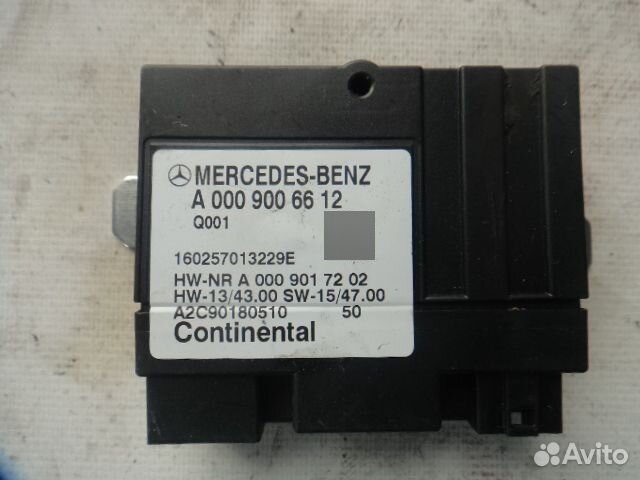 MERCEDES-BENZ
A 000 900 66 12
Q001
160257013229E
HW-NR A 000 901 72 02
HW-13/43.00 SW-15/47.00
A2C90180510 50
Continental
Avito